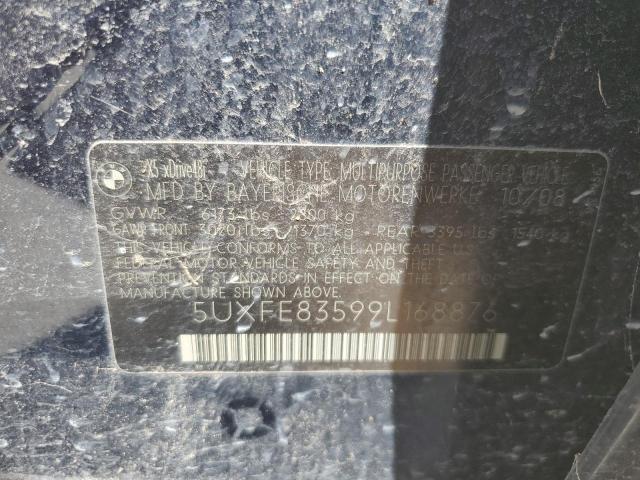 BMW
X5 xDrive48i VEHICLE TYPE: MULTIPURPOSE PASSENGER VEHICLE
MFD BY BAYERISCHE MOTORENWERKE 10/08
GVWR 6173 lbs 2800 kg
GAWR FRONT 3020 lbs 1370 kg REAR 3395 lbs 1540 kg
THIS VEHICLE CONFORMS TO ALL APPLICABLE U.S.
FEDERAL MOTOR VEHICLE SAFETY AND THEFT
PREVENTION STANDARDS IN EFFECT ON THE DATE OF
MANUFACTURE SHOWN ABOVE.
5UXFE83599L168876